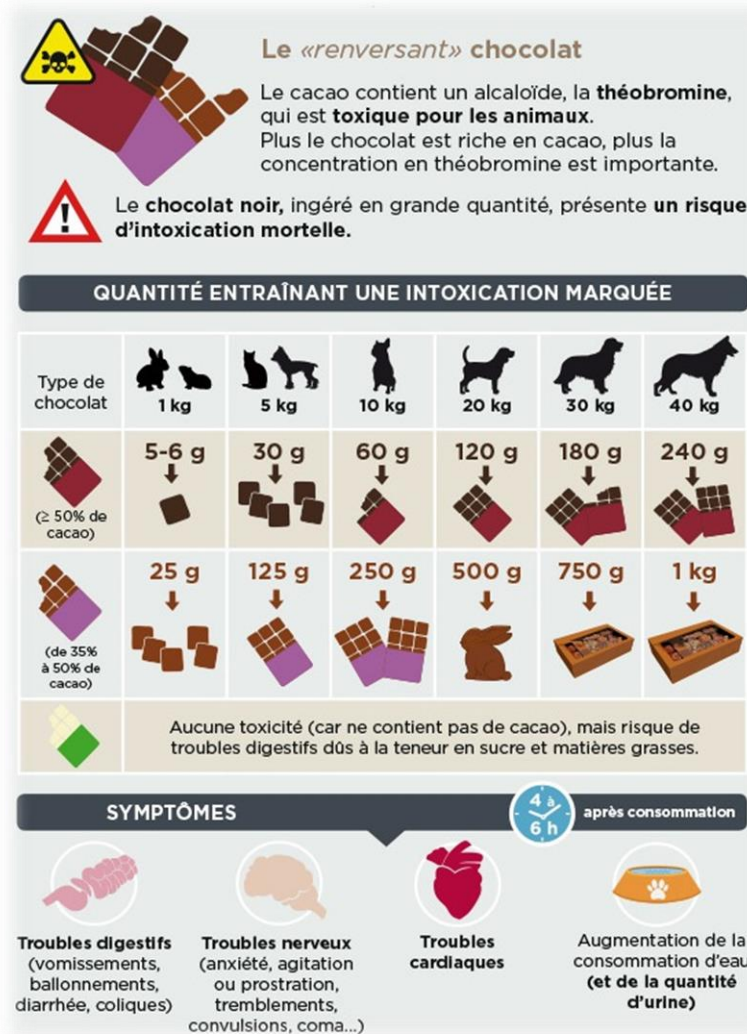 Le «renversant» chocolat
Le cacao contient un alcaloïde, la théobromine,
qui est toxique pour les animaux.
Plus le chocolat est riche en cacao, plus la
concentration en théobromine est importante.
Le chocolat noir, ingéré en grande quantité, présente un risque
d'intoxication mortelle.
QUANTITÉ ENTRAÎNANT UNE INTOXICATION MARQUÉE
Type de
chocolat
1 kg
5 kg
10 kg
20 kg
30 kg
40 kg
(≥ 50% de
cacao)
5-6 g
30 g
60 g
120 g
180 g
240 g
(de 35%
à 50% de
cacao)
25 g
125 g
250 g
500 g
750 g
1 kg
Aucune toxicité (car ne contient pas de cacao), mais risque de
troubles digestifs dûs à la teneur en sucre et matières grasses.
SYMPTÔMES
4 à
6 h
après consommation
Troubles digestifs
(vomissements,
ballonnements,
diarrhée, coliques)
Troubles nerveux
(anxiété, agitation
ou prostration,
tremblements,
convulsions, coma...)
Troubles
cardiaques
Augmentation de la
consommation d'eau
(et de la quantité
d'urine)